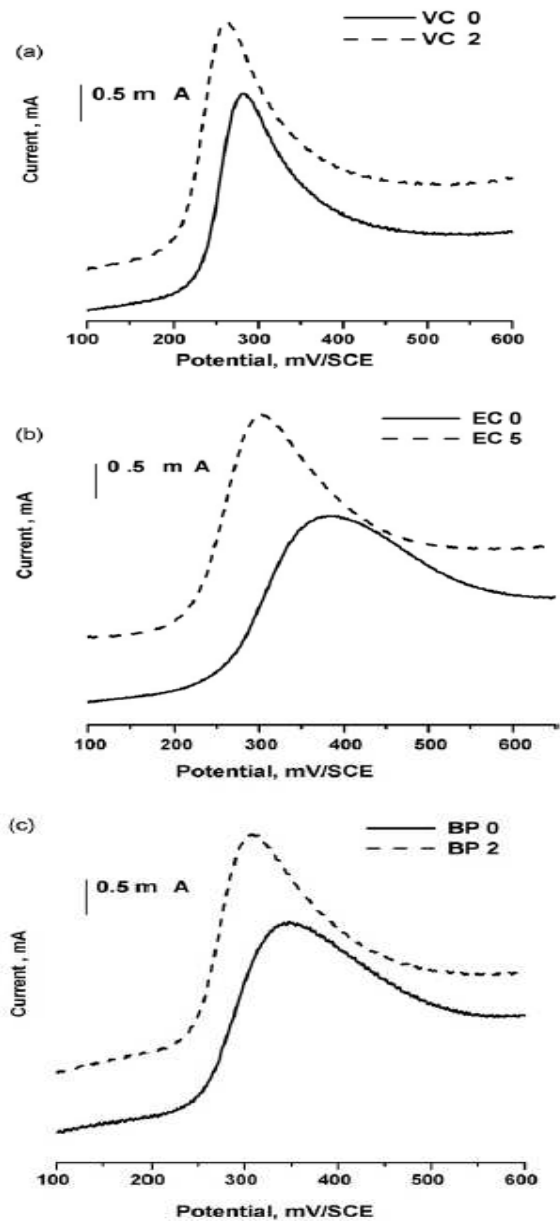 VC 0
VC 2
(a)
0.5 m A
Current, mA
100 200 300 400 500 600
Potential, mV/SCE
(b)
EC 0
EC 5
0 .5 m A
Current, mA
100 200 300 400 500 600
Potential, mV/SCE
(c)
BP 0
BP 2
0.5 m A
Current, mA
100 200 300 400 500 600
Potential, mV/SCE